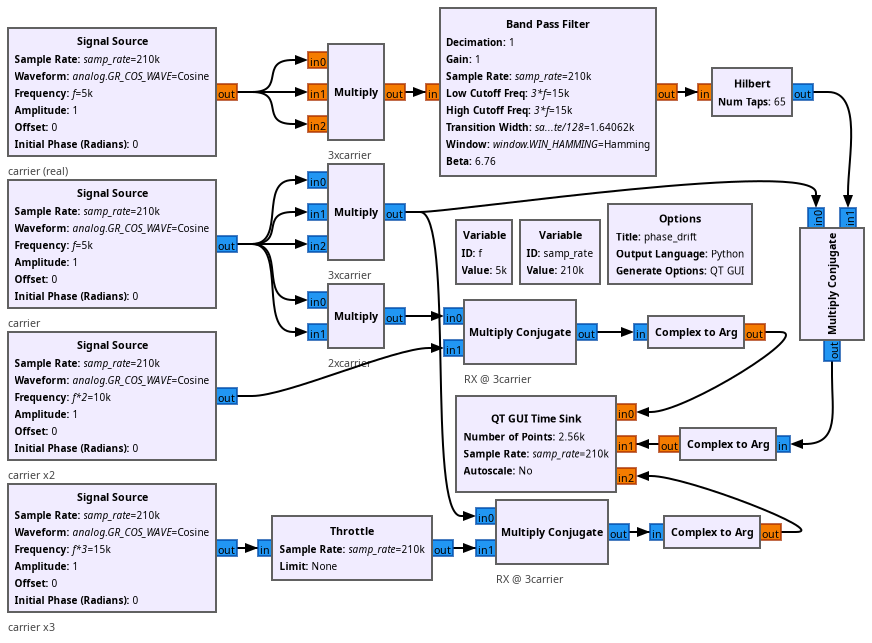 Signal Source
Sample Rate: samp_rate=210k
Waveform: analog.GR_COS_WAVE=Cosine
Frequency: f=5k
Amplitude: 1
Offset: 0
Initial Phase (Radians): 0
out
carrier (real)
in0
in1
in2
Multiply
out
3xcarrier
Band Pass Filter
Decimation: 1
Gain: 1
Sample Rate: samp_rate=210k
Low Cutoff Freq: 3*f=15k
High Cutoff Freq: 3*f=15k
Transition Width: sa...te/128=1.64062k
Window: window.WIN_HAMMING=Hamming
Beta: 6.76
in
out
Hilbert
Num Taps: 65
in
out
Signal Source
Sample Rate: samp_rate=210k
Waveform: analog.GR_COS_WAVE=Cosine
Frequency: f=5k
Amplitude: 1
Offset: 0
Initial Phase (Radians): 0
out
carrier
in0
in1
in2
Multiply
out
3xcarrier
Variable
ID: f
Value: 5k
Variable
ID: samp_rate
Value: 210k
Options
Title: phase_drift
Output Language: Python
Generate Options: QT GUI
in0
in1
Multiply Conjugate
out
in0
in1
Multiply
out
2xcarrier
in0
in1
Multiply Conjugate
out
RX @ 3carrier
in
Complex to Arg
out
Signal Source
Sample Rate: samp_rate=210k
Waveform: analog.GR_COS_WAVE=Cosine
Frequency: f*2=10k
Amplitude: 1
Offset: 0
Initial Phase (Radians): 0
out
carrier x2
QT GUI Time Sink
Number of Points: 2.56k
Sample Rate: samp_rate=210k
Autoscale: No
in0
in1
in2
out
Complex to Arg
in
Signal Source
Sample Rate: samp_rate=210k
Waveform: analog.GR_COS_WAVE=Cosine
Frequency: f*3=15k
Amplitude: 1
Offset: 0
Initial Phase (Radians): 0
out
carrier x3
in
Throttle
Sample Rate: samp_rate=210k
Limit: None
out
in0
in1
Multiply Conjugate
out
RX @ 3carrier
in
Complex to Arg
out